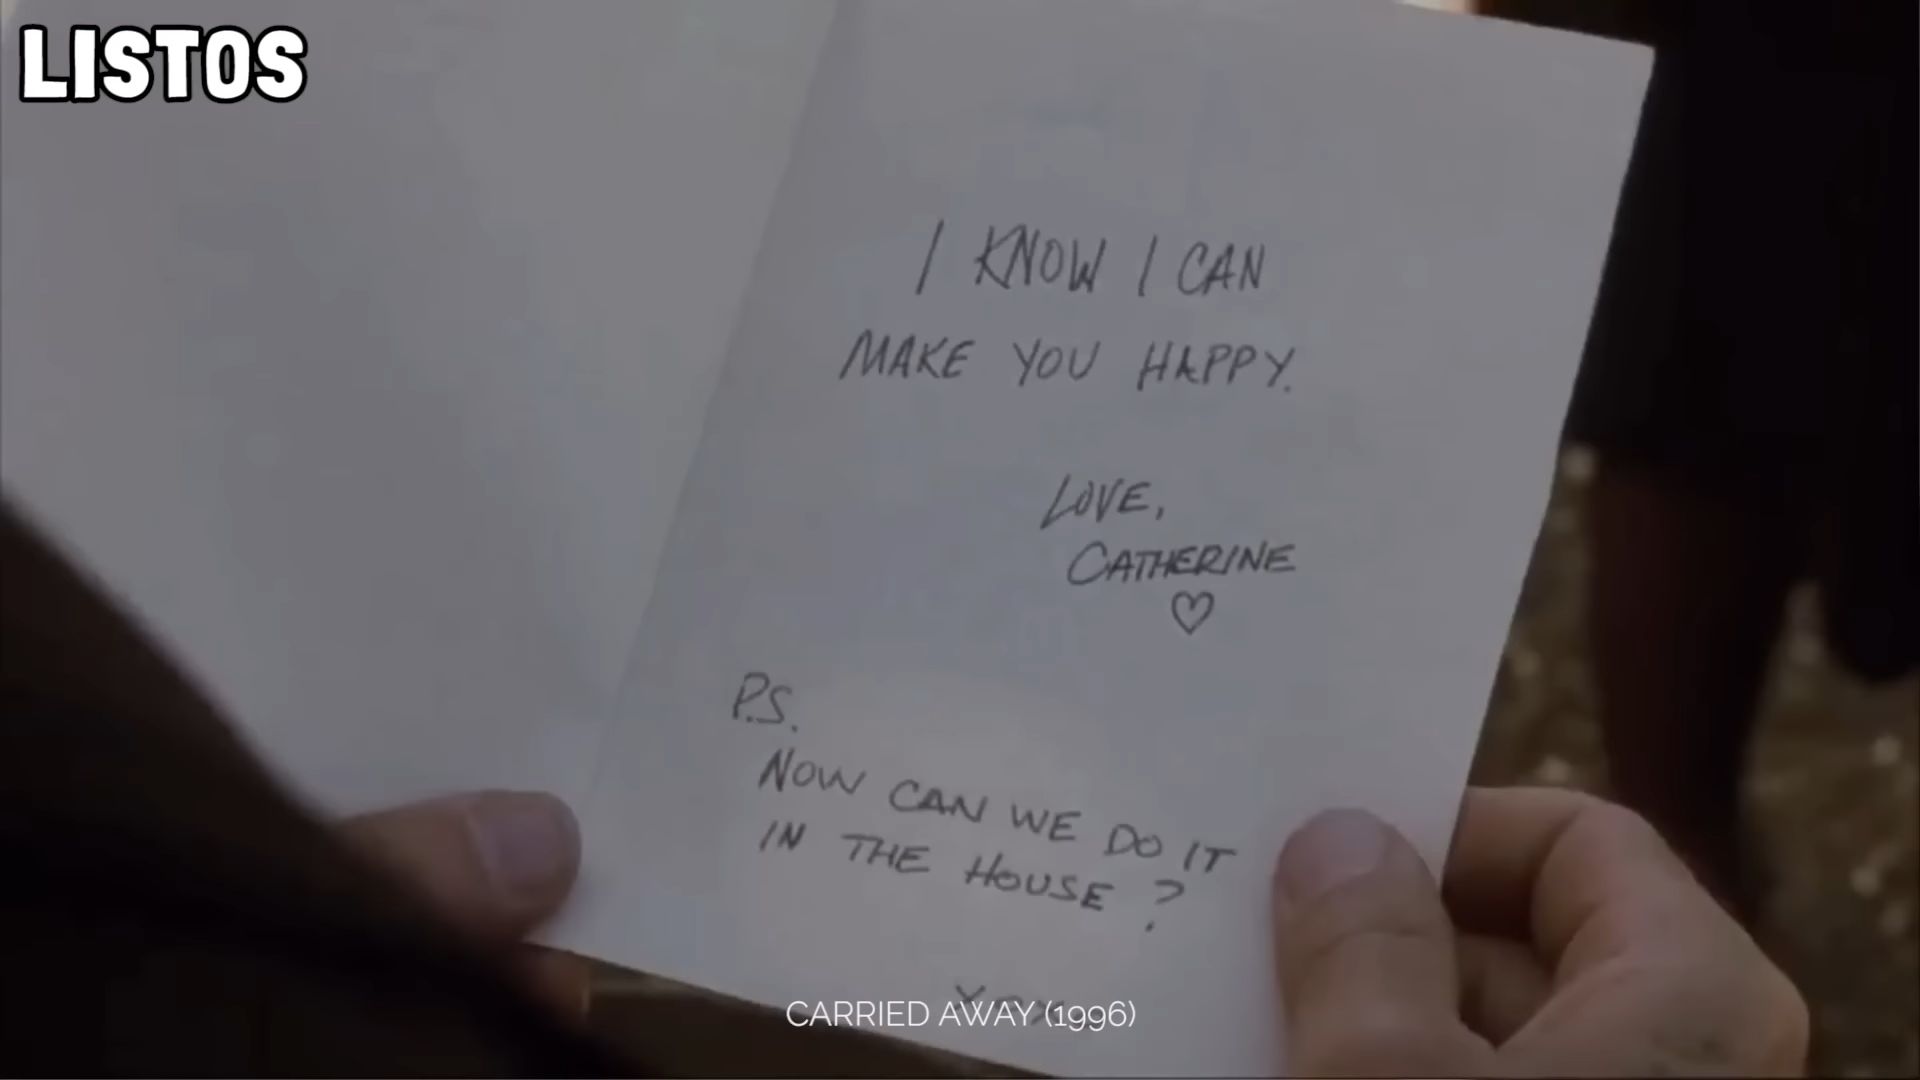 LISTOS
I KNOW I CAN
MAKE YOU HAPPY.
LOVE,
CATHERINE
P.S.
NOW CAN WE DO IT
IN THE HOUSE?
CARRIED AWAY (1996)